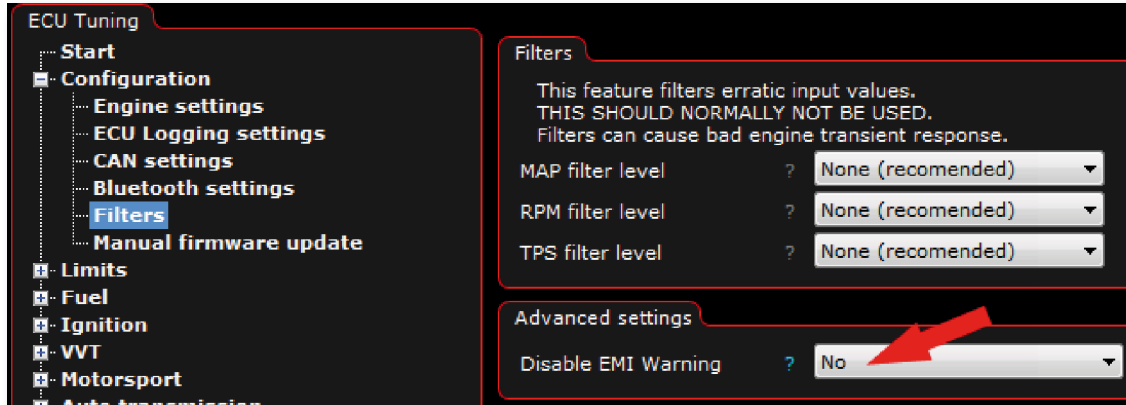 ECU Tuning
Start
Configuration
Engine settings
ECU Logging settings
CAN settings
Bluetooth settings
Filters
Manual firmware update
Limits
Fuel
Ignition
VVT
Motorsport
Auto transmission
Filters
This feature filters erratic input values.
THIS SHOULD NORMALLY NOT BE USED.
Filters can cause bad engine transient response.
MAP filter level ? None (recomended)
RPM filter level ? None (recomended)
TPS filter level ? None (recomended)
Advanced settings
Disable EMI Warning ? No